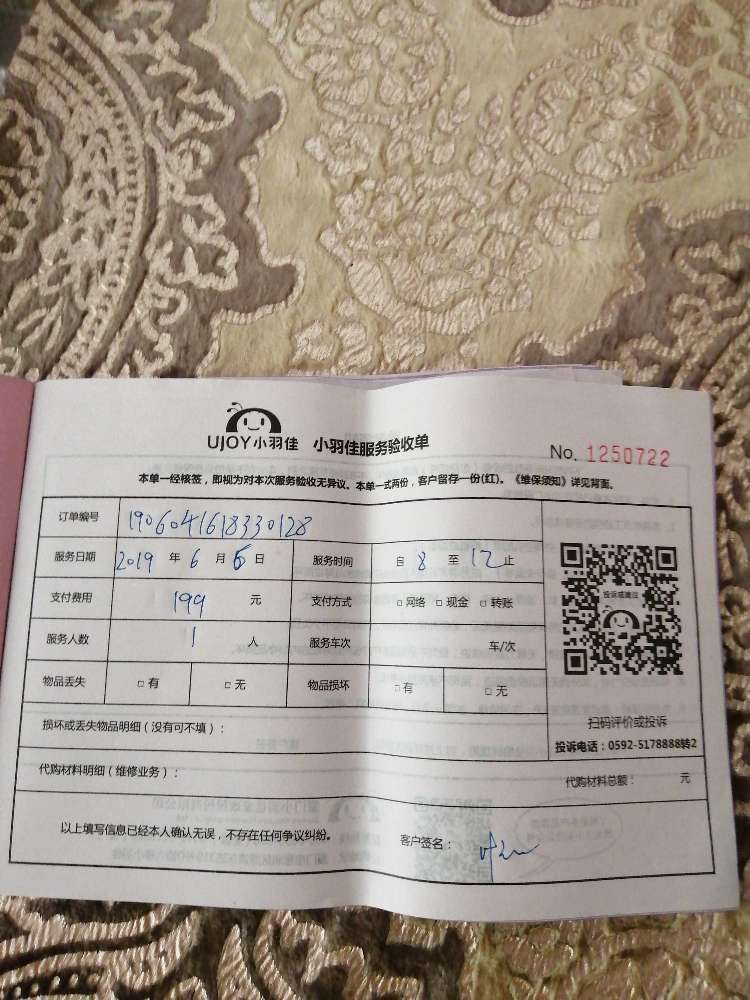 UJOY小羽佳 小羽佳服务验收单 No. 1250722
本单一经核签，即视为对本次服务验收无异议。本单一式两份，客户留存一份(红)。《维保须知》详见背面。
订单编号 190604161833０128
服务日期 2019 年 6 月 6 日 服务时间 自 8 至 12 止
支付费用 199 元 支付方式 □ 网络 □ 现金 □ 转账
服务人数 1 人 服务车次 车/次
物品丢失 □ 有 □ 无 物品损坏 □ 有 □ 无
投诉或建议
扫码评价或投诉
投诉电话：0592-5178888转2
损坏或丢失物品明细（没有可不填）：
代购材料明细（维修业务）： 代购材料总额： 元
以上填写信息已经本人确认无误，不存在任何争议纠纷。 客户签名：